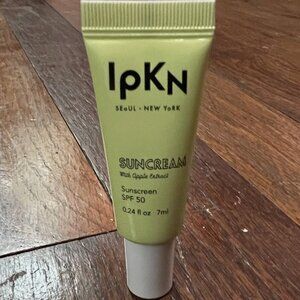 IpKN
SEoUL • NEW YoRK
SUNCREAM
With Apple Extract
Sunscreen
SPF 50
0.24 fl oz 7ml